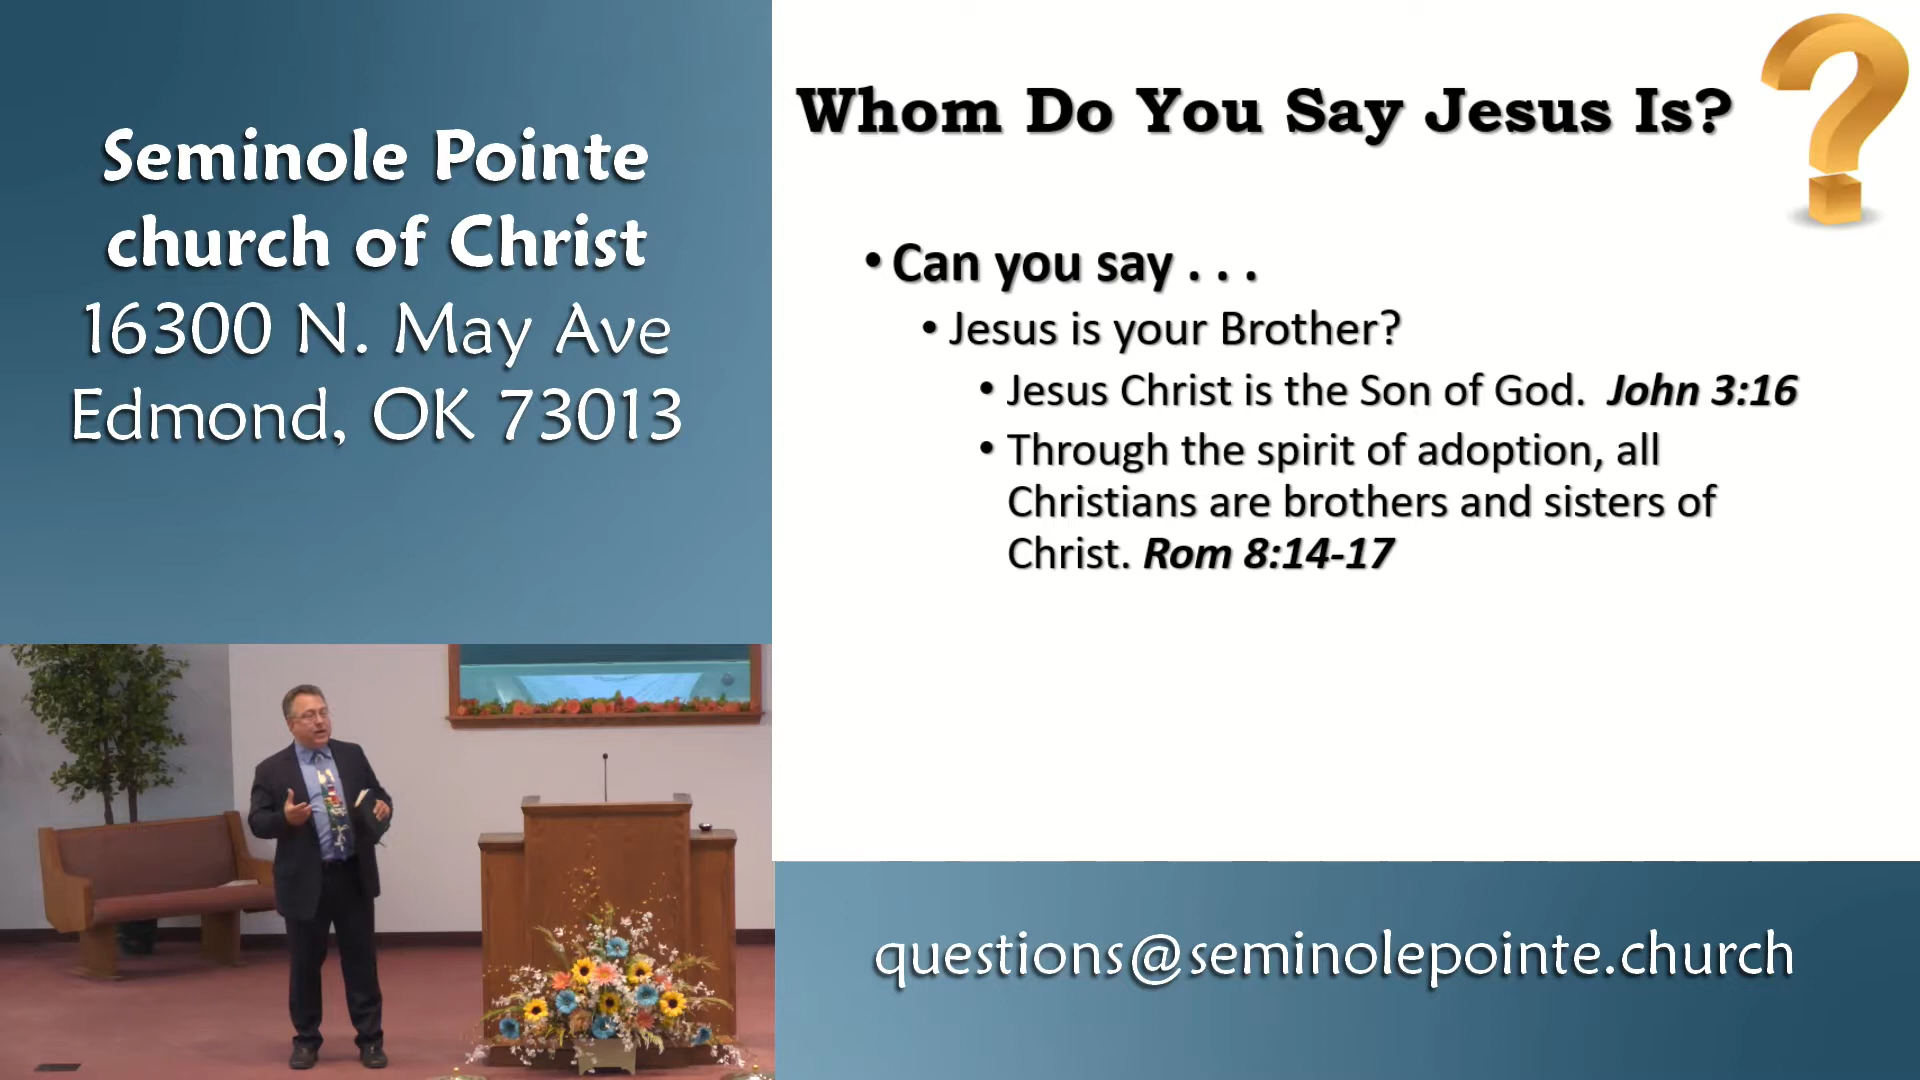 Seminole Pointe
church of Christ
16300 N. May Ave
Edmond, OK 73013
Whom Do You Say Jesus Is?
• Can you say . . .
• Jesus is your Brother?
• Jesus Christ is the Son of God. John 3:16
• Through the spirit of adoption, all
Christians are brothers and sisters of
Christ. Rom 8:14-17
questions@seminolepointe.church